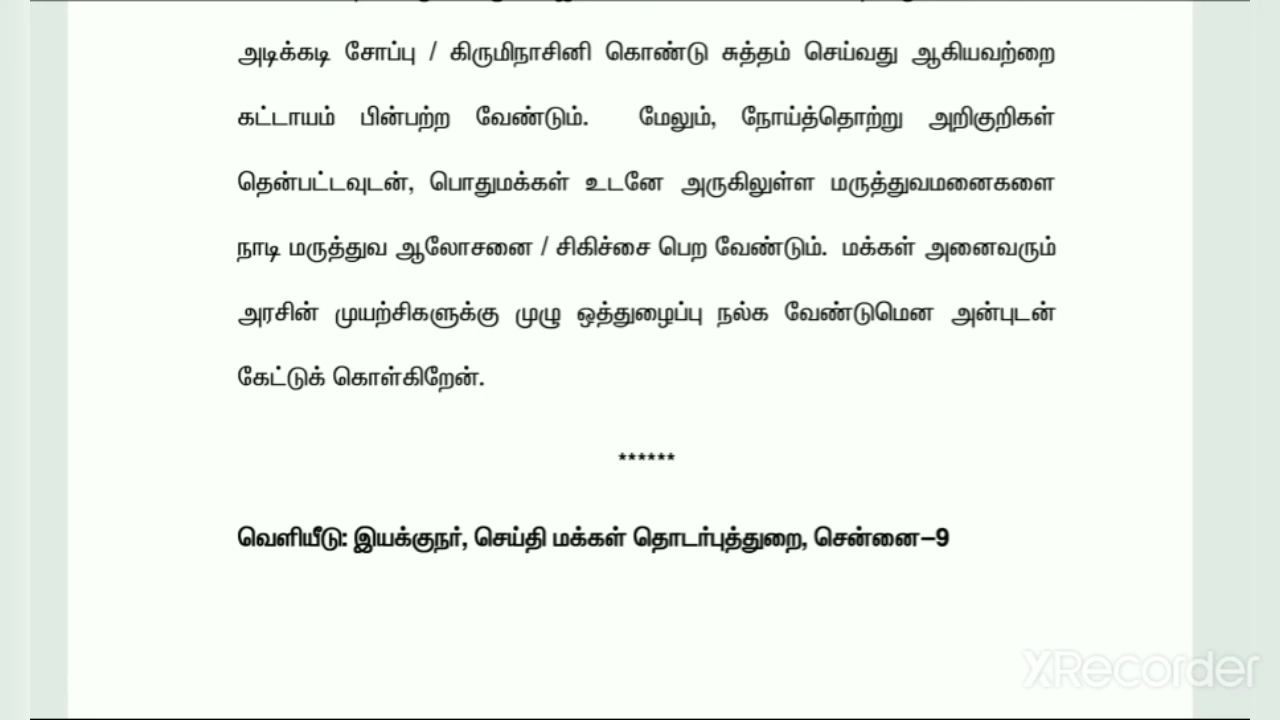 அடிக்கடி சோப்பு / கிருமிநாசினி கொண்டு சுத்தம் செய்வது ஆகியவற்றை
கட்டாயம் பின்பற்ற வேண்டும். மேலும், நோய்த்தொற்று அறிகுறிகள்
தென்பட்டவுடன், பொதுமக்கள் உடனே அருகிலுள்ள மருத்துவமனைகளை
நாடி மருத்துவ ஆலோசனை / சிகிச்சை பெற வேண்டும். மக்கள் அனைவரும்
அரசின் முயற்சிகளுக்கு முழு ஒத்துழைப்பு நல்க வேண்டுமென அன்புடன்
கேட்டுக் கொள்கிறேன்.
******
வெளியீடு: இயக்குநர், செய்தி மக்கள் தொடர்புத்துறை, சென்னை–9
XRecorder